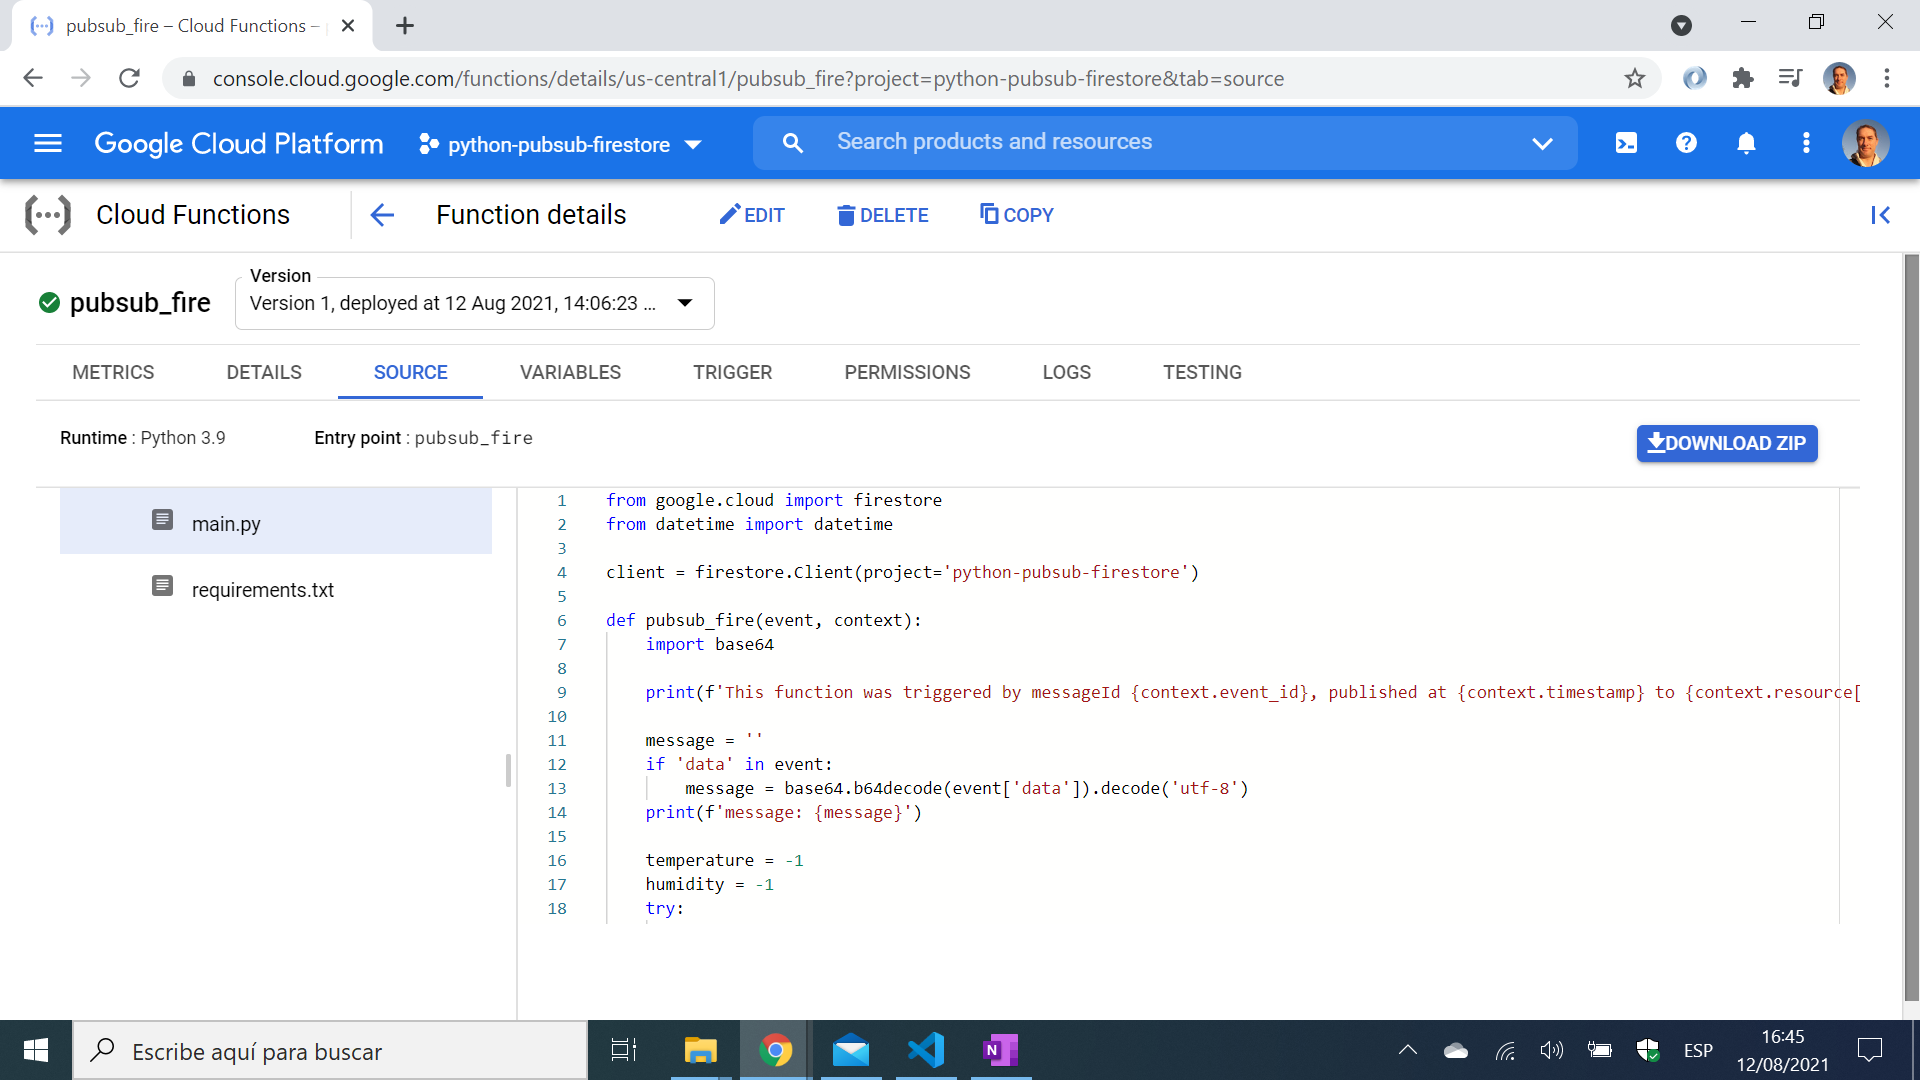 pubsub_fire – Cloud Functions –
console.cloud.google.com/functions/details/us-central1/pubsub_fire?project=python-pubsub-firestore&tab=source
Google Cloud Platform
python-pubsub-firestore
Search products and resources
Cloud Functions
Function details
EDIT
DELETE
COPY
pubsub_fire
Version
Version 1, deployed at 12 Aug 2021, 14:06:23 ...
METRICS
DETAILS
SOURCE
VARIABLES
TRIGGER
PERMISSIONS
LOGS
TESTING
Runtime : Python 3.9
Entry point : pubsub_fire
DOWNLOAD ZIP
main.py
requirements.txt
1 from google.cloud import firestore
2 from datetime import datetime
3
4 client = firestore.Client(project='python-pubsub-firestore')
5
6 def pubsub_fire(event, context):
7     import base64
8
9     print(f'This function was triggered by messageId {context.event_id}, published at {context.timestamp} to {context.resource[
10
11     message = ''
12     if 'data' in event:
13         message = base64.b64decode(event['data']).decode('utf-8')
14     print(f'message: {message}')
15
16     temperature = -1
17     humidity = -1
18     try:
Escribe aquí para buscar
N
ESP
16:45
12/08/2021